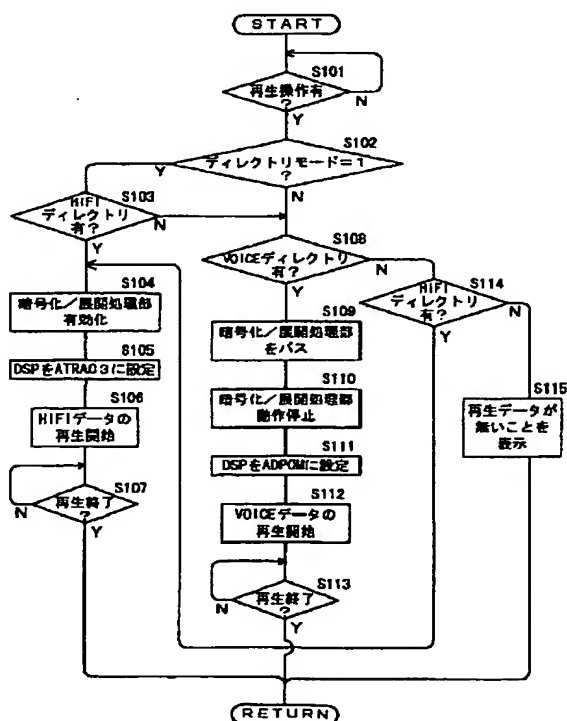 START
S101
再生操作有
?
N
Y
S102
ディレクトリモード=1
?
Y
N
S103
HIFI
ディレクトリ
有?
N
Y
S108
VOICEディレクトリ
有?
N
Y
S114
HIFI
ディレクトリ
有?
N
Y
S104
暗号化/展開処理部
有効化
S105
DSPをATRAC3に設定
S106
HIFIデータの
再生開始
S107
再生終了
?
N
Y
S109
暗号化/展開処理部
をパス
S110
暗号化/展開処理部
動作停止
S111
DSPをADPCMに設定
S112
VOICEデータの
再生開始
S113
再生終了
?
N
Y
S115
再生データが
無いことを
表示
RETURN